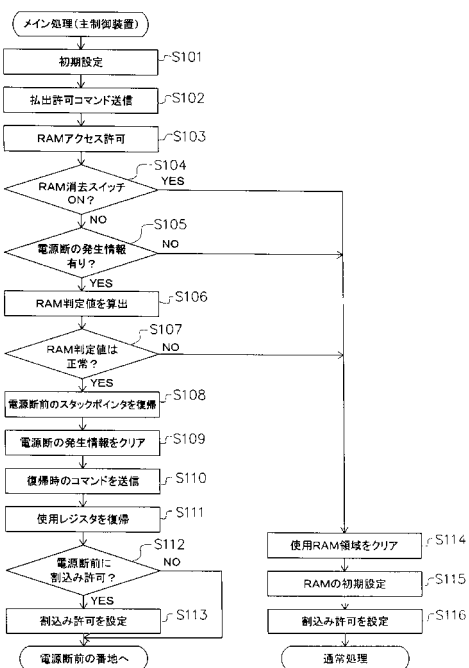 メイン処理(主制御装置)
初期設定
S101
払出許可コマンド送信
S102
RAMアクセス許可
S103
S104
RAM消去スイッチ
ON?
YES
NO
S105
電源断の発生情報
有り?
NO
YES
RAM判定値を算出
S106
S107
RAM判定値は
正常?
NO
YES
電源断前のスタックポインタを復帰
S108
電源断の発生情報をクリア
S109
復帰時のコマンドを送信
S110
使用レジスタを復帰
S111
S112
電源断前に
割込み許可?
NO
YES
割込み許可を設定
S113
電源断前の番地へ
使用RAM領域をクリア
S114
RAMの初期設定
S115
割込み許可を設定
S116
通常処理